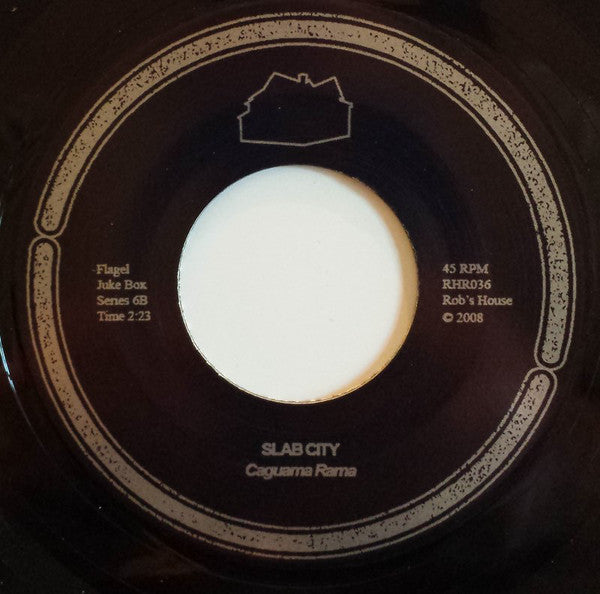 Flagel
Juke Box
Series 6B
Time 2:23
45 RPM
RHR036
Rob's House
© 2008
SLAB CITY
Caguama Rama